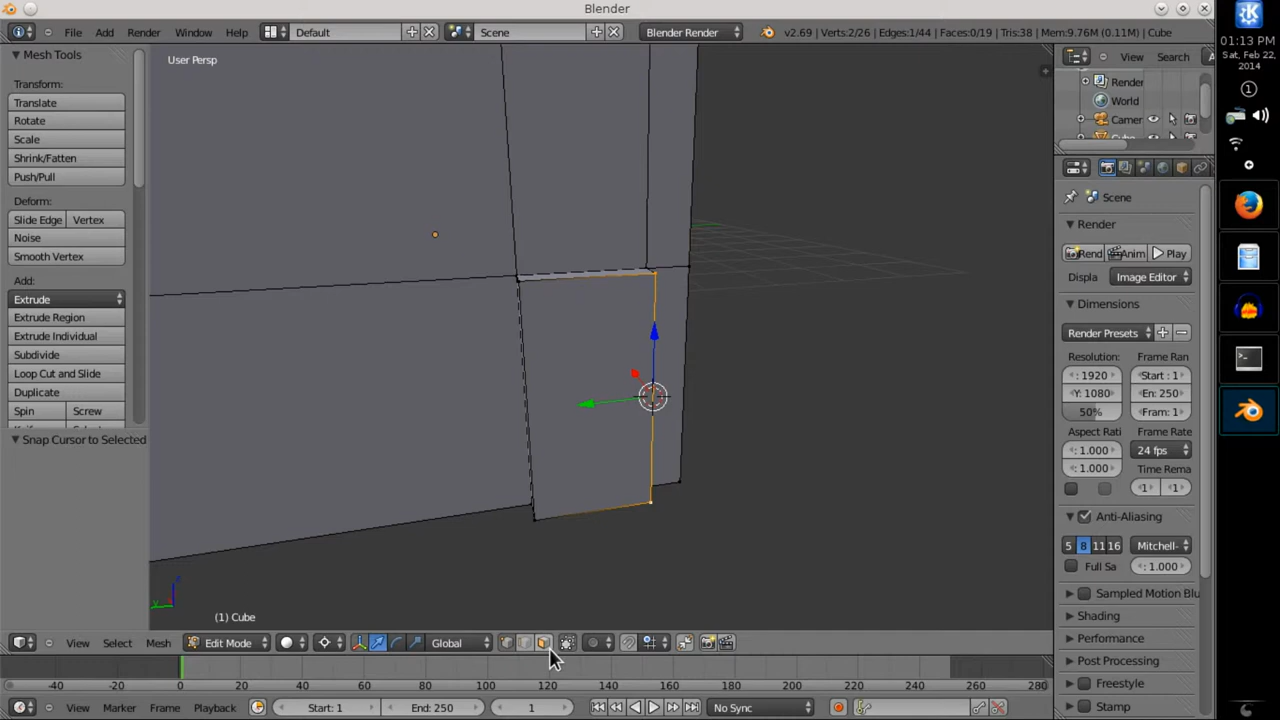 Blender
File Add Render Window Help Default Scene Blender Render v2.69 | Verts:2/26 | Edges:1/44 | Faces:0/19 | Tris:38 | Mem:9.76M (0.11M) | Cube
01:13 PM
Sat, Feb 22,
2014
Mesh Tools
Transform:
Translate
Rotate
Scale
Shrink/Fatten
Push/Pull
Deform:
Slide Edge Vertex
Noise
Smooth Vertex
Add:
Extrude
Extrude Region
Extrude Individual
Subdivide
Loop Cut and Slide
Duplicate
Spin Screw
Snap Cursor to Selected
User Persp
(1) Cube
View Search
Render
World
Camer
Scene
Render
Rend Anim Play
Displa Image Editor
Dimensions
Render Presets
Resolution: Frame Ran
: 1920 Start : 1
Y: 1080 En: 250
50% Fram: 1
Aspect Rati Frame Rate
: 1.000 24 fps
: 1.000 Time Rema
1 1
Anti-Aliasing
5 8 11 16 Mitchell-
Full Sa : 1.000
Sampled Motion Blu
Shading
Performance
Post Processing
Freestyle
Stamp
View Select Mesh Edit Mode Global
-40 -20 0 20 40 60 80 100 120 140 160 180 200 220 240 260 280
View Marker Frame Playback Start: 1 End: 250 1 No Sync